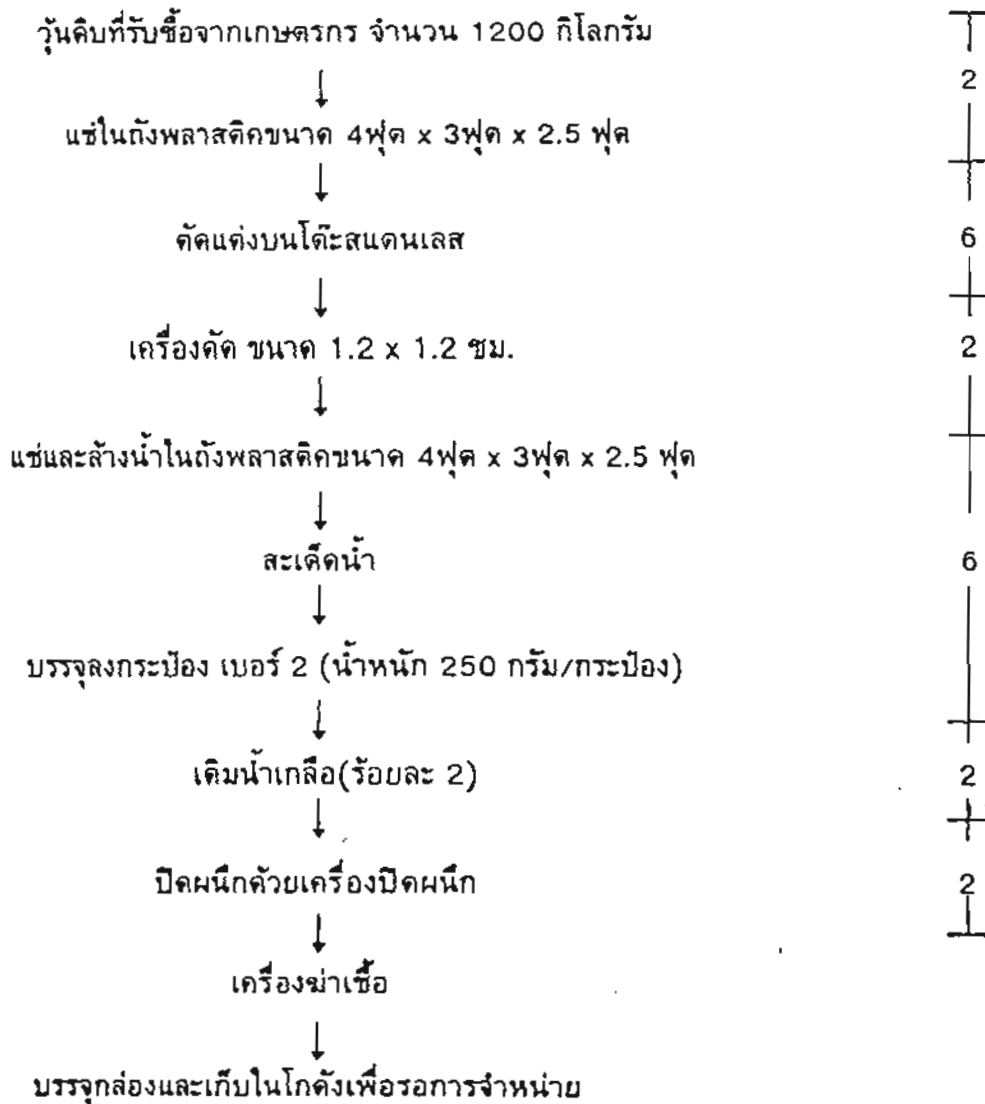 วุ้นดิบที่รับซื้อจากเกษตรกร จำนวน 1200 กิโลกรัม
2
แช่ในถังพลาสติคขนาด 4ฟุต x 3ฟุต x 2.5 ฟุต
ตัดแต่งบนโต๊ะสแตนเลส
6
เครื่องตัด ขนาด 1.2 x 1.2 ซม.
2
แช่และล้างน้ำในถังพลาสติคขนาด 4ฟุต x 3ฟุต x 2.5 ฟุต
สะเด็ดน้ำ
6
บรรจุลงกระป๋อง เบอร์ 2 (น้ำหนัก 250 กรัม/กระป๋อง)
เติมน้ำเกลือ(ร้อยละ 2)
2
ปิดผนึกด้วยเครื่องปิดผนึก
2
เครื่องฆ่าเชื้อ
บรรจุกล่องและเก็บในโกดังเพื่อรอการจำหน่าย